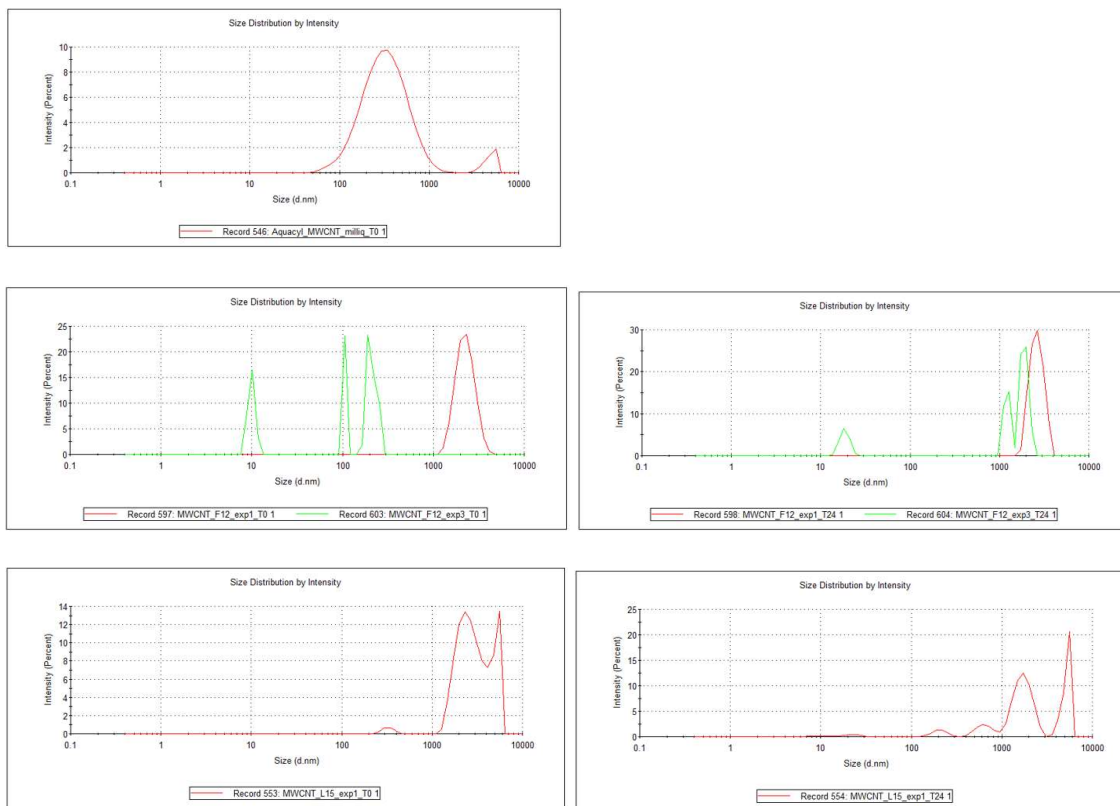 Size Distribution by Intensity
Intensity (Percent)
10
8
6
4
2
0
0.1 1 10 100 1000 10000
Size (d.nm)
Record 546: Aquacyl_MWCNT_milliq_T0 1
Size Distribution by Intensity
Intensity (Percent)
25
20
15
10
5
0
0.1 1 10 100 1000 10000
Size (d.nm)
Record 597: MWCNT_F12_exp1_T0 1 Record 603: MWCNT_F12_exp3_T0 1
Size Distribution by Intensity
Intensity (Percent)
30
20
10
0
0.1 1 10 100 1000 10000
Size (d.nm)
Record 598: MWCNT_F12_exp1_T24 1 Record 604: MWCNT_F12_exp3_T24 1
Size Distribution by Intensity
Intensity (Percent)
14
12
10
8
6
4
2
0
0.1 1 10 100 1000 10000
Size (d.nm)
Record 553: MWCNT_L15_exp1_T0 1
Size Distribution by Intensity
Intensity (Percent)
25
20
15
10
5
0
0.1 1 10 100 1000 10000
Size (d.nm)
Record 554: MWCNT_L15_exp1_T24 1